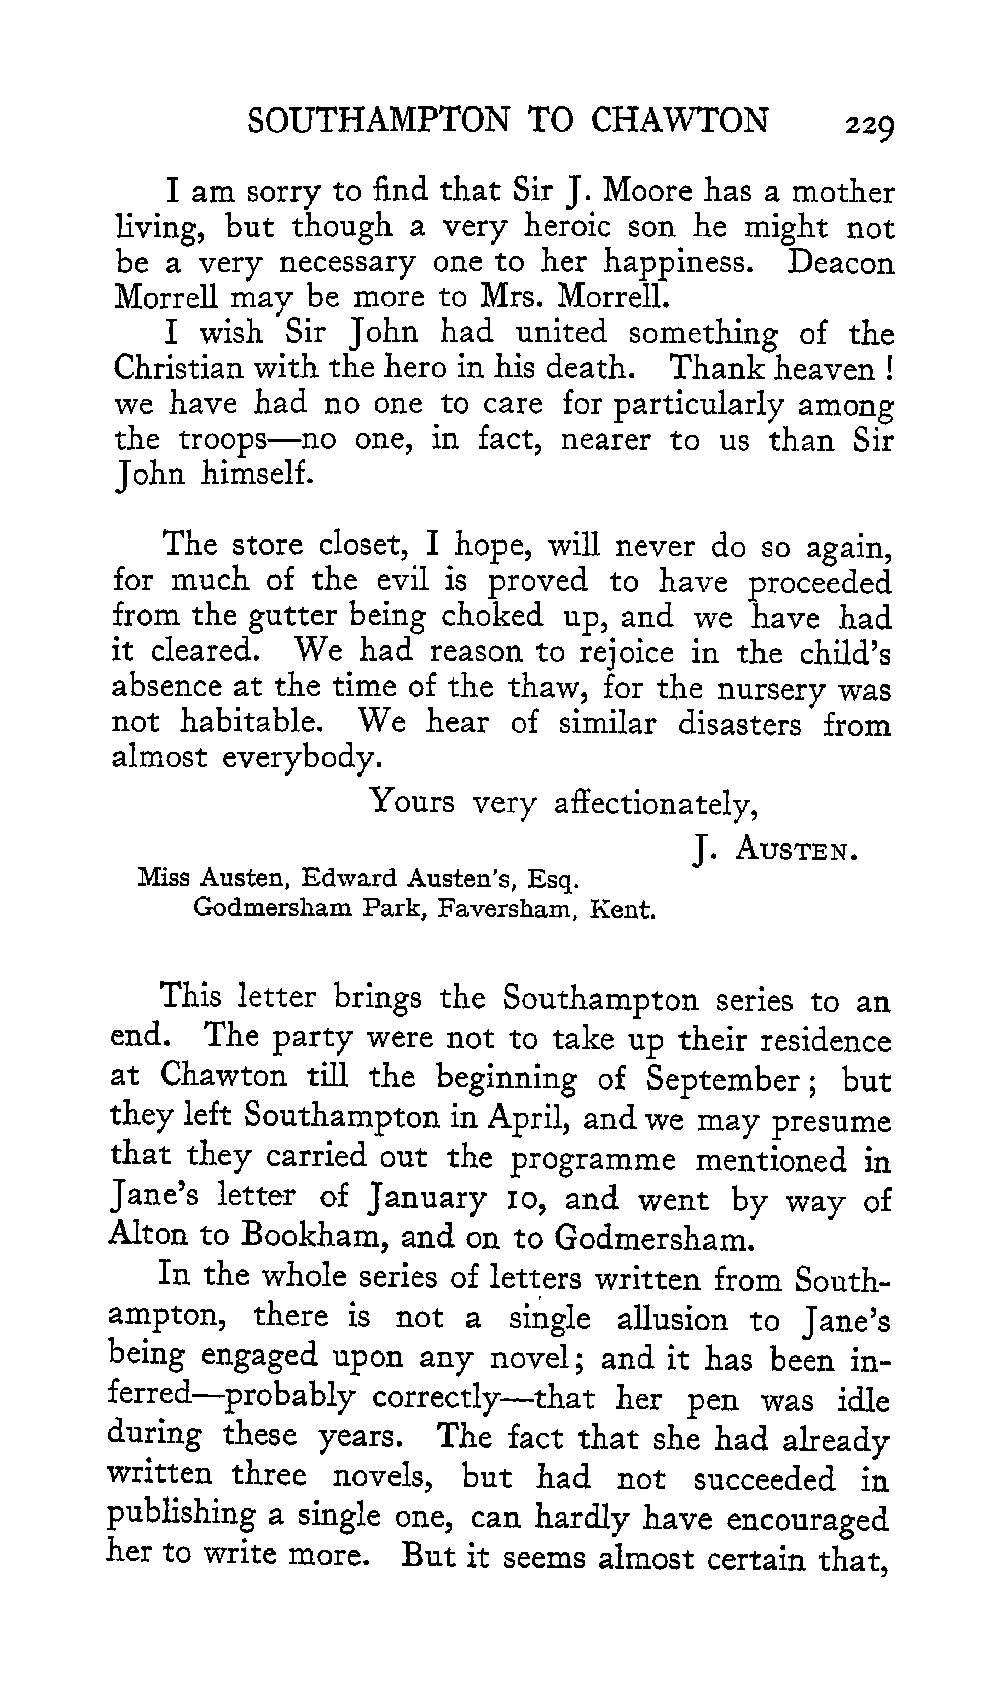 SOUTHAMPTON TO CHAWTON 229
I am sorry to find that Sir J. Moore has a mother
living, but though a very heroic son he might not
be a very necessary one to her happiness. Deacon
Morrell may be more to Mrs. Morrell.
I wish Sir John had united something of the
Christian with the hero in his death. Thank heaven !
we have had no one to care for particularly among
the troops—no one, in fact, nearer to us than Sir
John himself.
The store closet, I hope, will never do so again,
for much of the evil is proved to have proceeded
from the gutter being choked up, and we have had
it cleared. We had reason to rejoice in the child's
absence at the time of the thaw, for the nursery was
not habitable. We hear of similar disasters from
almost everybody.
Yours very affectionately,
J. AUSTEN.
Miss Austen, Edward Austen's, Esq.
Godmersham Park, Faversham, Kent.
This letter brings the Southampton series to an
end. The party were not to take up their residence
at Chawton till the beginning of September ; but
they left Southampton in April, and we may presume
that they carried out the programme mentioned in
Jane's letter of January 10, and went by way of
Alton to Bookham, and on to Godmersham.
In the whole series of letters written from South-
ampton, there is not a single allusion to Jane's
being engaged upon any novel; and it has been in-
ferred—probably correctly—that her pen was idle
during these years. The fact that she had already
written three novels, but had not succeeded in
publishing a single one, can hardly have encouraged
her to write more. But it seems almost certain that,